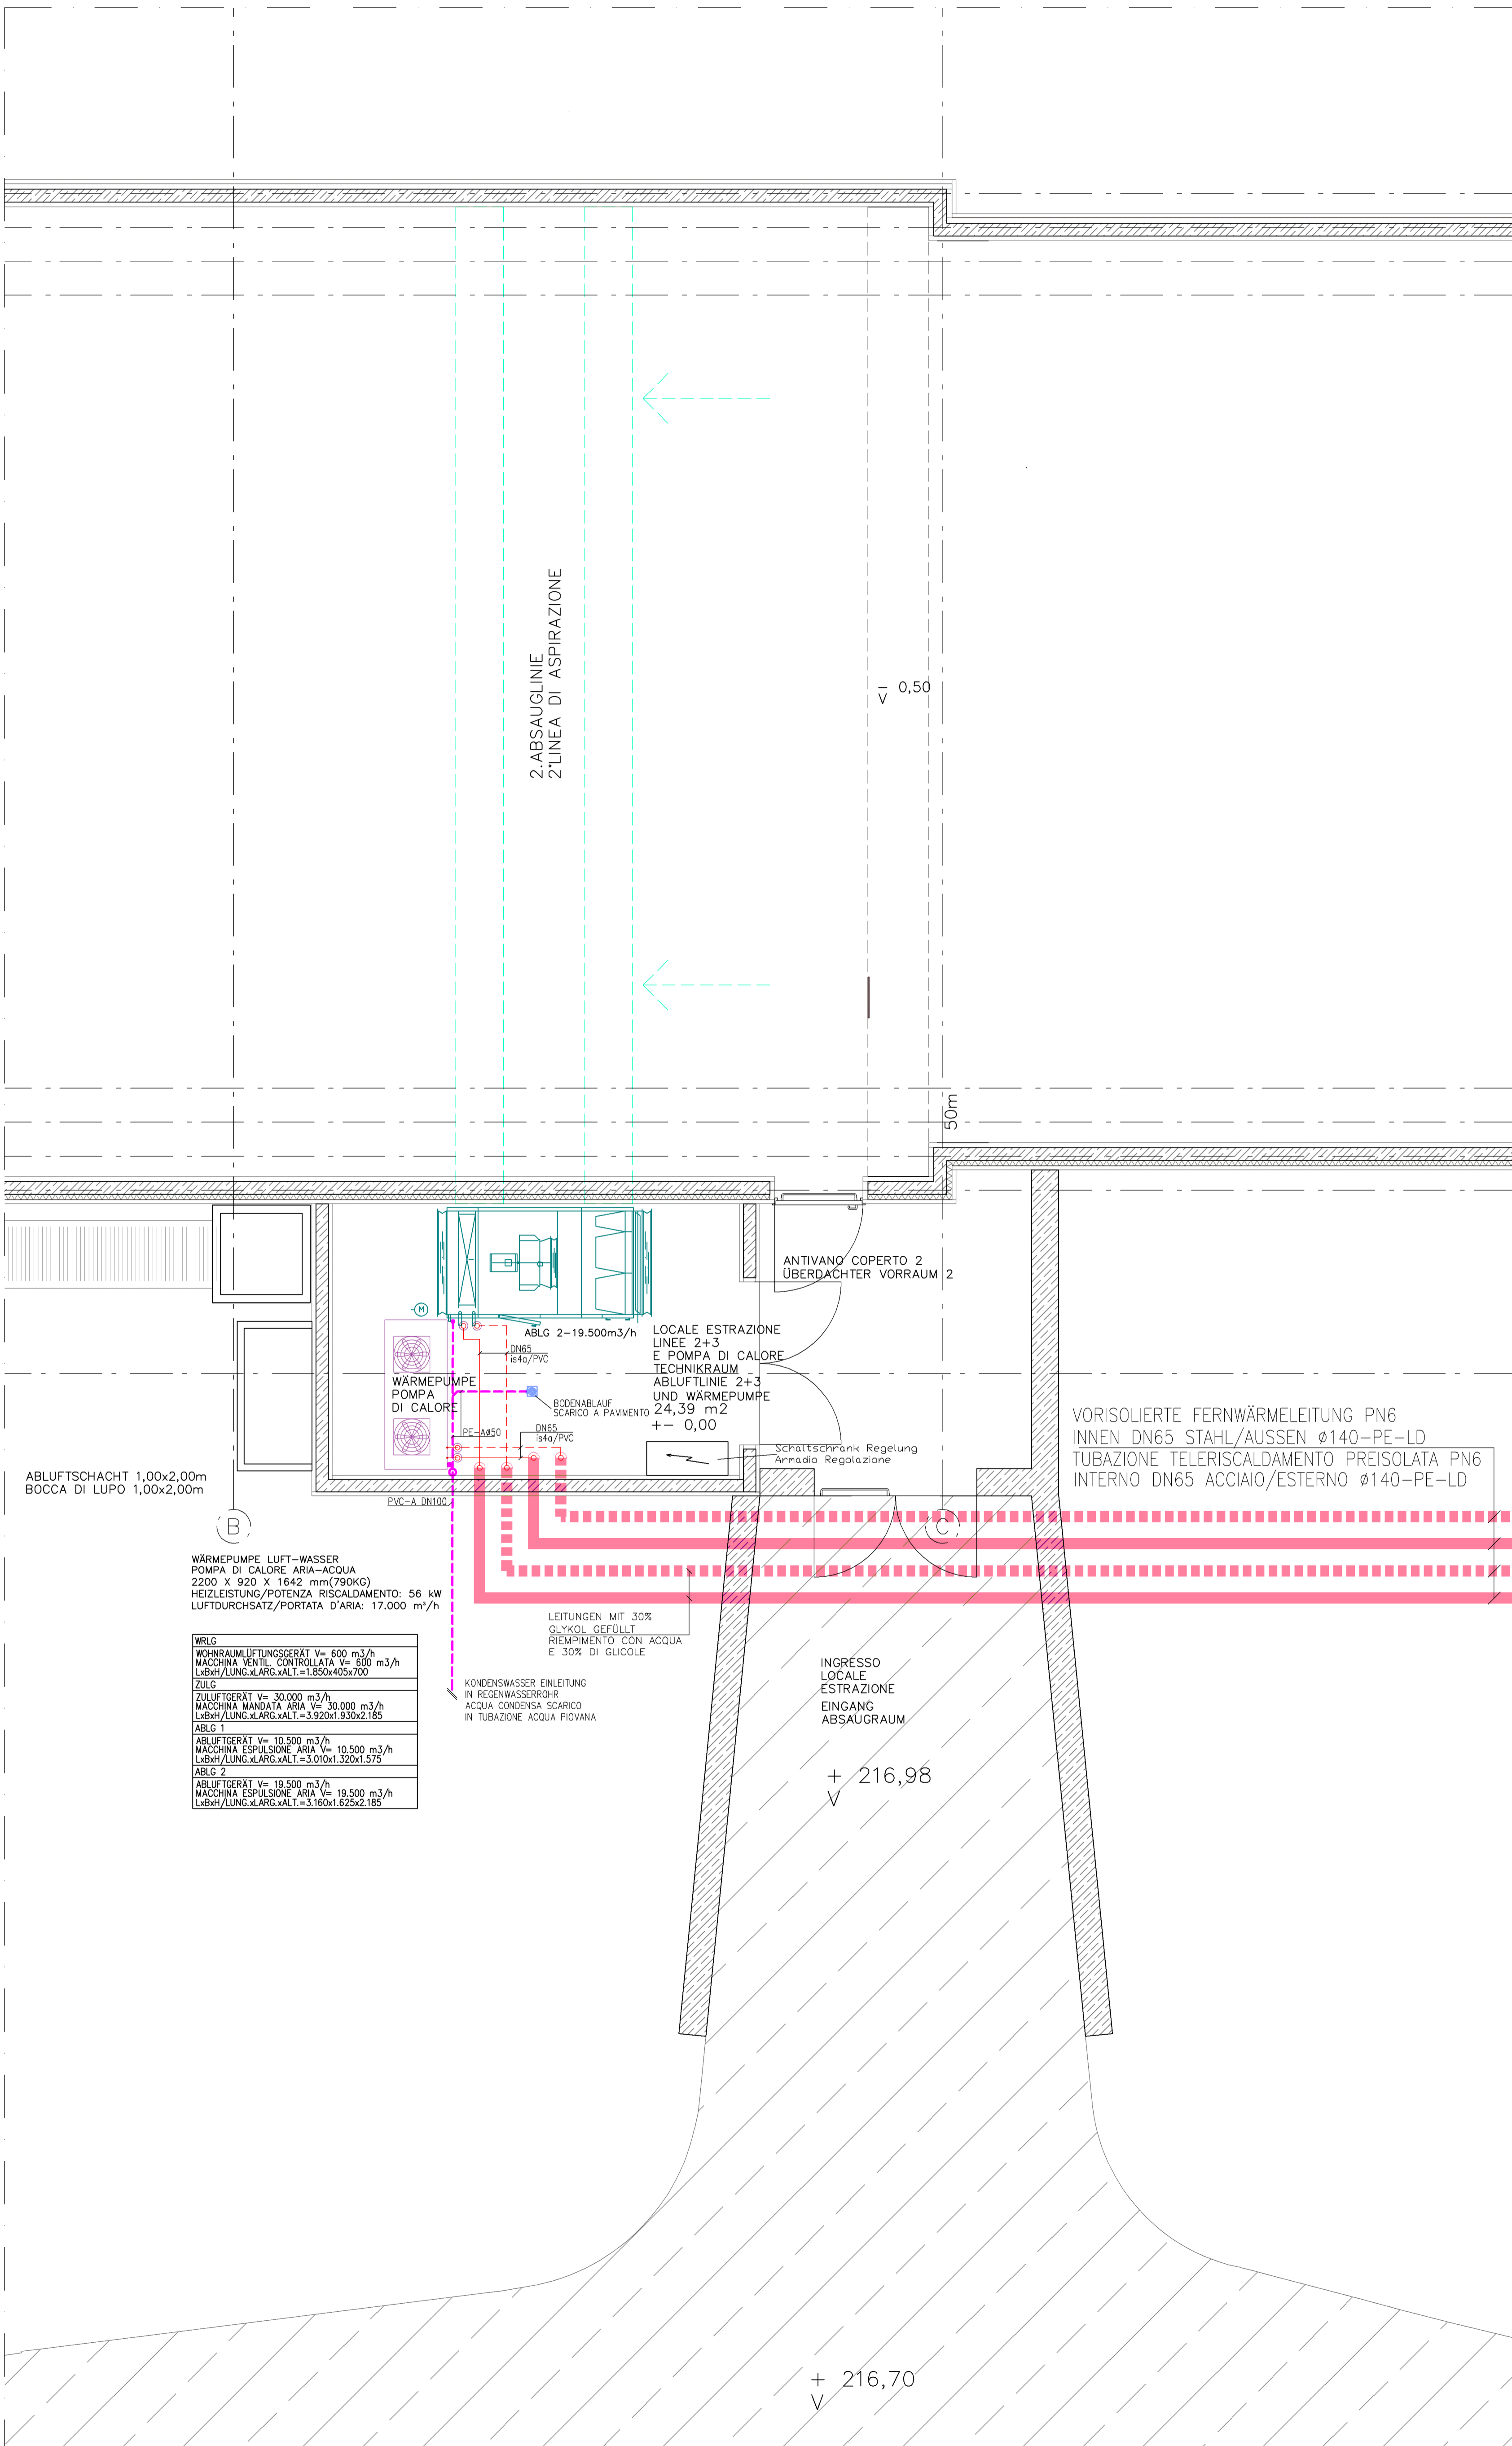 2.ABSAUGLINIE
2°LINEA DI ASPIRAZIONE
- 0,50
V
50m
ANTIVANO COPERTO 2
ÜBERDACHTER VORRAUM 2
M
ABLG 2-19.500m3/h
LOCALE ESTRAZIONE
LINEE 2+3
E POMPA DI CALORE
TECHNIKRAUM
ABLUFTLINIE 2+3
UND WÄRMEPUMPE
24,39 m2
+- 0,00
DN65
is4a/PVC
WÄRMEPUMPE
POMPA
DI CALORE
BODENABLAUF
SCARICO A PAVIMENTO
PE-Aø50
DN65
is4a/PVC
Schaltschrank Regelung
Armadio Regolazione
VORISOLIERTE FERNWÄRMELEITUNG PN6
INNEN DN65 STAHL/AUSSEN ø140-PE-LD
TUBAZIONE TELERISCALDAMENTO PREISOLATA PN6
INTERNO DN65 ACCIAIO/ESTERNO ø140-PE-LD
ABLUFTSCHACHT 1,00x2,00m
BOCCA DI LUPO 1,00x2,00m
PVC-A DN100
B
C
WÄRMEPUMPE LUFT-WASSER
POMPA DI CALORE ARIA-ACQUA
2200 X 920 X 1642 mm(790KG)
HEIZLEISTUNG/POTENZA RISCALDAMENTO: 56 kW
LUFTDURCHSATZ/PORTATA D'ARIA: 17.000 m³/h
LEITUNGEN MIT 30%
GLYKOL GEFÜLLT
RIEMPIMENTO CON ACQUA
E 30% DI GLICOLE
WRLG
WOHNRAUMLÜFTUNGSGERÄT V= 600 m3/h
MACCHINA VENTIL. CONTROLLATA V= 600 m3/h
LxBxH/LUNG.xLARG.xALT.=1.850x405x700
ZULG
ZULUFTGERÄT V= 30.000 m3/h
MACCHINA MANDATA ARIA V= 30.000 m3/h
LxBxH/LUNG.xLARG.xALT.=3.920x1.930x2.185
ABLG 1
ABLUFTGERÄT V= 10.500 m3/h
MACCHINA ESPULSIONE ARIA V= 10.500 m3/h
LxBxH/LUNG.xLARG.xALT.=3.010x1.320x1.575
ABLG 2
ABLUFTGERÄT V= 19.500 m3/h
MACCHINA ESPULSIONE ARIA V= 19.500 m3/h
LxBxH/LUNG.xLARG.xALT.=3.160x1.625x2.185
KONDENSWASSER EINLEITUNG
IN REGENWASSERROHR
ACQUA CONDENSA SCARICO
IN TUBAZIONE ACQUA PIOVANA
INGRESSO
LOCALE
ESTRAZIONE
EINGANG
ABSAUGRAUM
+ 216,98
V
+ 216,70
V